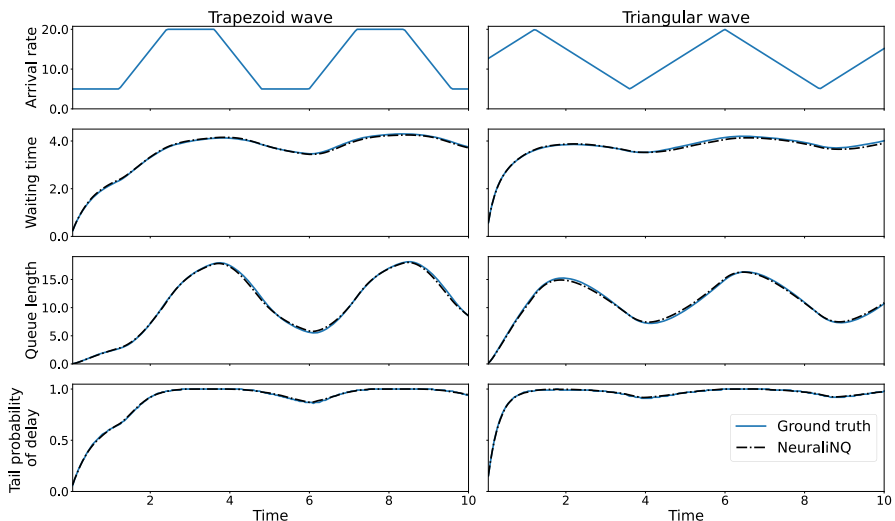 Trapezoid wave
Triangular wave
Arrival rate
20.0
10.0
0.0
Waiting time
4.0
2.0
0.0
Queue length
15.0
10.0
5.0
0.0
Tail probability
of delay
1.0
0.5
0.0
2 4 6 8 10
Time
2 4 6 8 10
Time
Ground truth
NeuraliNQ